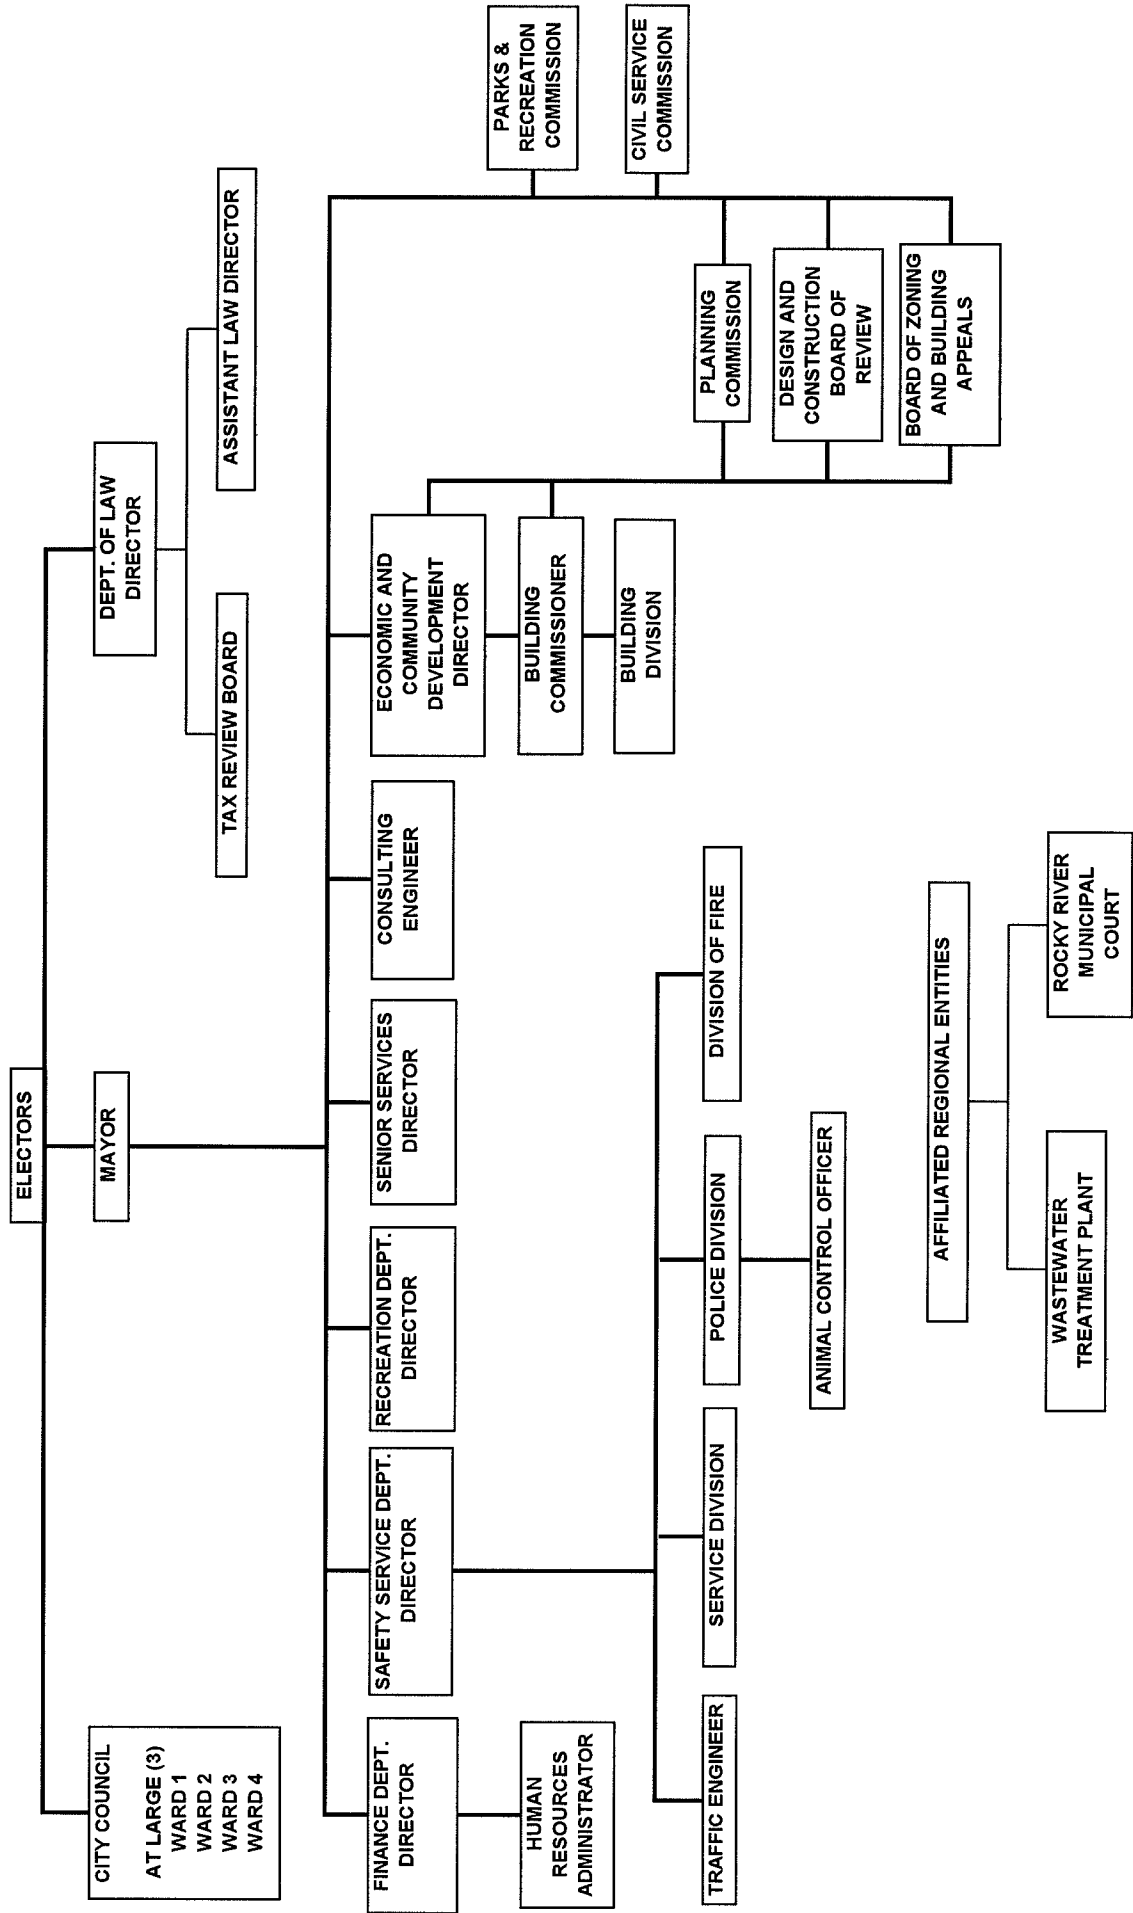 ELECTORS
CITY COUNCIL
AT LARGE (3)
WARD 1
WARD 2
WARD 3
WARD 4
MAYOR
DEPT. OF LAW
DIRECTOR
TAX REVIEW BOARD
ASSISTANT LAW DIRECTOR
FINANCE DEPT.
DIRECTOR
SAFETY SERVICE DEPT.
DIRECTOR
RECREATION DEPT.
DIRECTOR
SENIOR SERVICES
DIRECTOR
CONSULTING
ENGINEER
ECONOMIC AND
COMMUNITY
DEVELOPMENT
DIRECTOR
PARKS &
RECREATION
COMMISSION
HUMAN
RESOURCES
ADMINISTRATOR
BUILDING
COMMISSIONER
BUILDING
DIVISION
CIVIL SERVICE
COMMISSION
TRAFFIC ENGINEER
SERVICE DIVISION
POLICE DIVISION
DIVISION OF FIRE
ANIMAL CONTROL OFFICER
PLANNING
COMMISSION
DESIGN AND
CONSTRUCTION
BOARD OF
REVIEW
BOARD OF ZONING
AND BUILDING
APPEALS
AFFILIATED REGIONAL ENTITIES
WASTEWATER
TREATMENT PLANT
ROCKY RIVER
MUNICIPAL
COURT